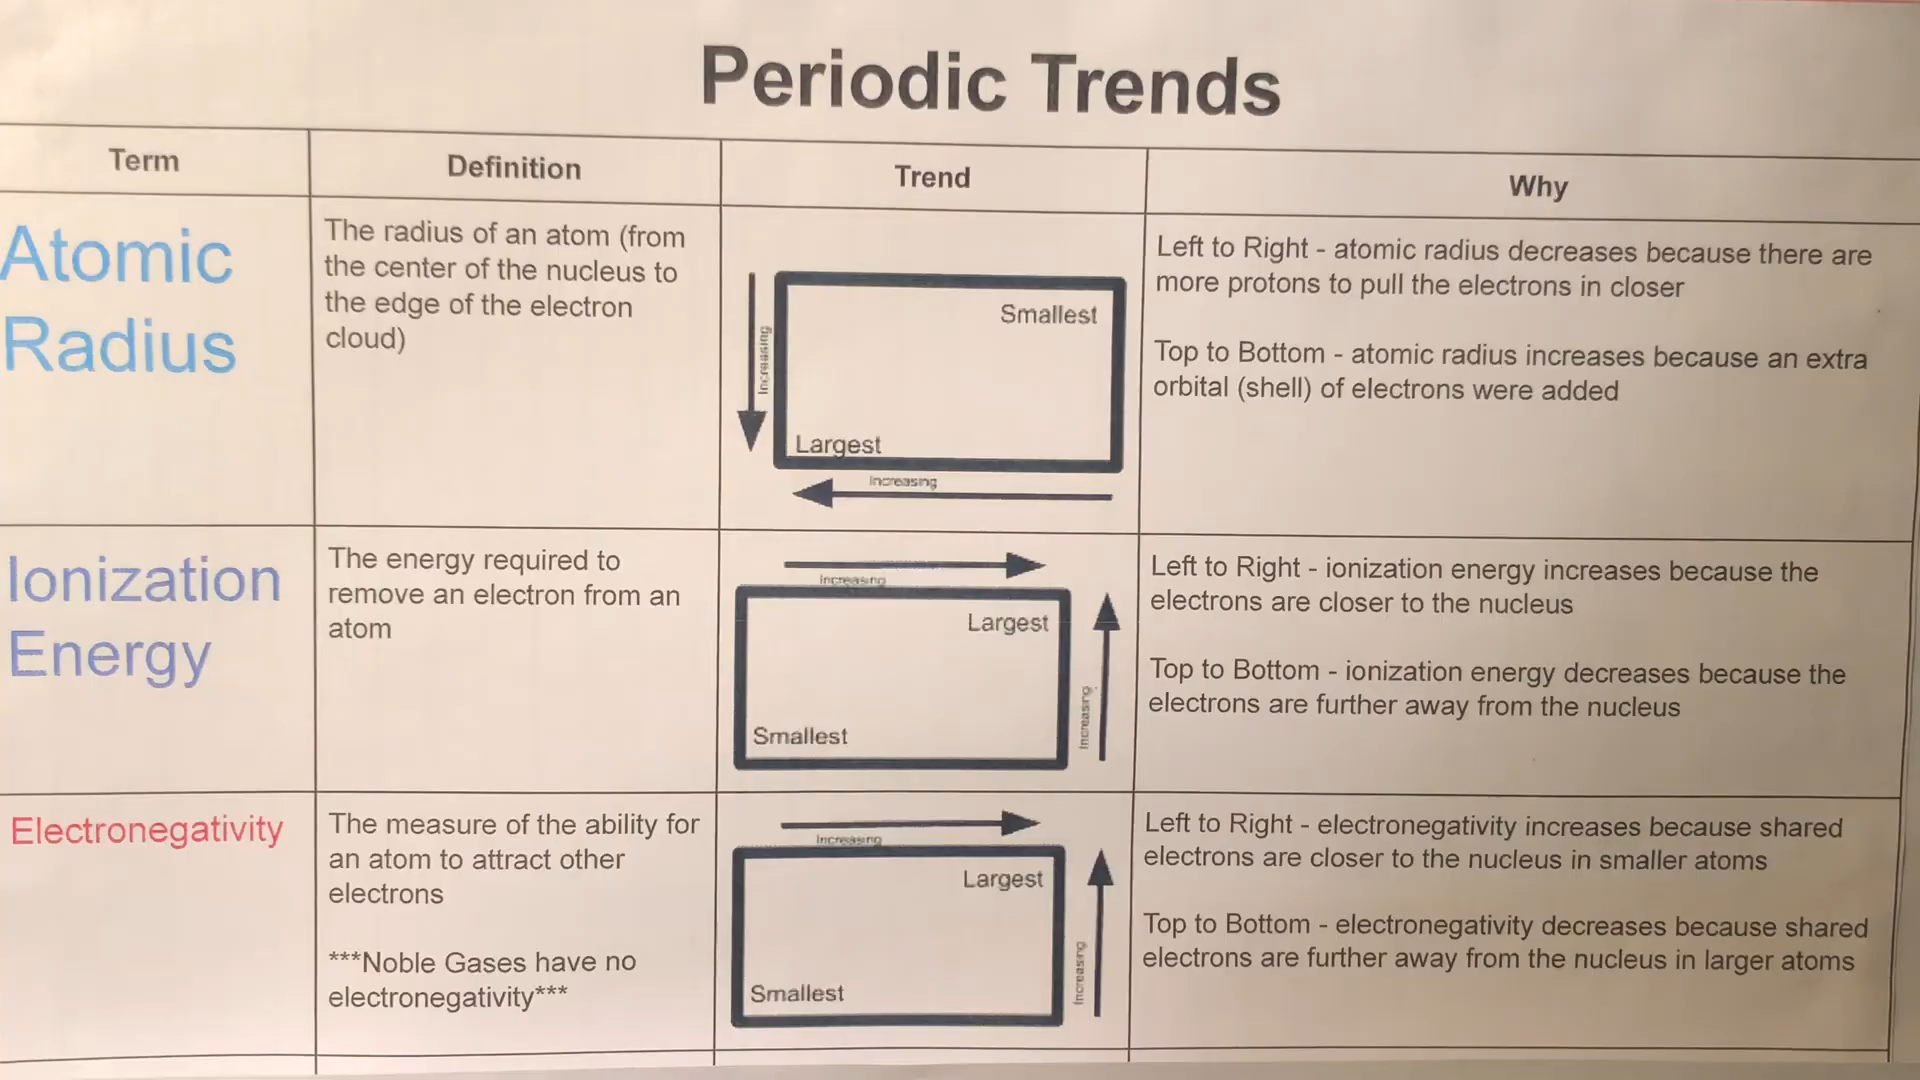 Periodic Trends
Term
Definition
Trend
Why
Atomic
Radius
The radius of an atom (from
the center of the nucleus to
the edge of the electron
cloud)
Increasing
Smallest
Largest
Increasing
Left to Right - atomic radius decreases because there are
more protons to pull the electrons in closer
Top to Bottom - atomic radius increases because an extra
orbital (shell) of electrons were added
Ionization
Energy
The energy required to
remove an electron from an
atom
Increasing
Largest
Smallest
Increasing
Left to Right - ionization energy increases because the
electrons are closer to the nucleus
Top to Bottom - ionization energy decreases because the
electrons are further away from the nucleus
Electronegativity
The measure of the ability for
an atom to attract other
electrons
***Noble Gases have no
electronegativity***
Increasing
Largest
Smallest
Increasing
Left to Right - electronegativity increases because shared
electrons are closer to the nucleus in smaller atoms
Top to Bottom - electronegativity decreases because shared
electrons are further away from the nucleus in larger atoms